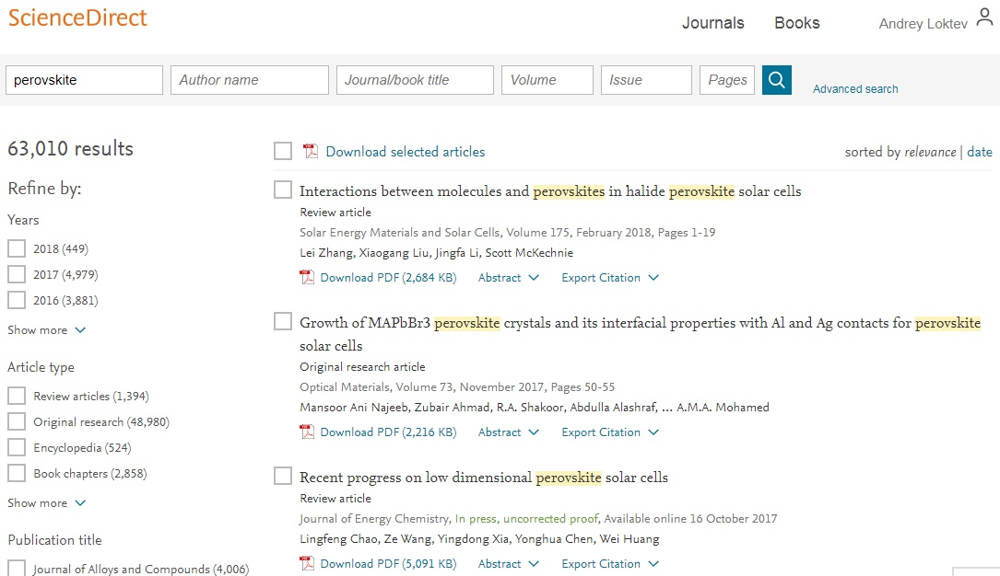 ScienceDirect
Journals Books Andrey Loktev
perovskite Author name Journal/book title Volume Issue Pages Advanced search
63,010 results
Refine by:
Years
2018 (449)
2017 (4,979)
2016 (3,881)
Show more
Article type
Review articles (1,394)
Original research (48,980)
Encyclopedia (524)
Book chapters (2,858)
Show more
Publication title
Journal of Alloys and Compounds (4,006)
Download selected articles sorted by relevance | date
Interactions between molecules and perovskites in halide perovskite solar cells
Review article
Solar Energy Materials and Solar Cells, Volume 175, February 2018, Pages 1-19
Lei Zhang, Xiaogang Liu, Jingfa Li, Scott McKechnie
Download PDF (2,684 KB) Abstract Export Citation
Growth of MAPbBr3 perovskite crystals and its interfacial properties with Al and Ag contacts for perovskite
solar cells
Original research article
Optical Materials, Volume 73, November 2017, Pages 50-55
Mansoor Ani Najeeb, Zubair Ahmad, R.A. Shakoor, Abdulla Alashraf, ... A.M.A. Mohamed
Download PDF (2,216 KB) Abstract Export Citation
Recent progress on low dimensional perovskite solar cells
Review article
Journal of Energy Chemistry, In press, uncorrected proof, Available online 16 October 2017
Lingfeng Chao, Ze Wang, Yingdong Xia, Yonghua Chen, Wei Huang
Download PDF (5,091 KB) Abstract Export Citation